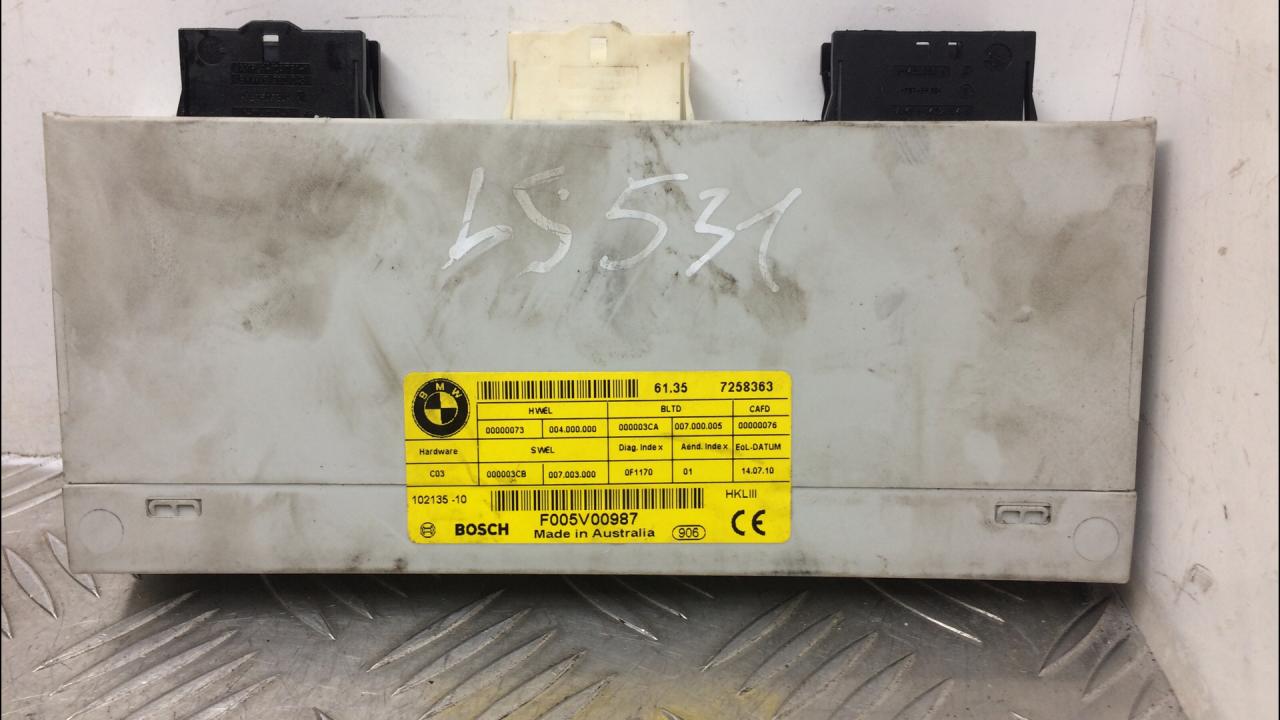 LS531
BMW
61.35 7258363
HWEL BLTD CAFD
00000073 004.000.000 000003CA 007.000.005 00000076
Hardware SWEL Diag. Index Aend. Index EoL-DATUM
C03 000003CB 007.003.000 0F1170 01 14.07.10
102135-10 HKLIII
F005V00987
BOSCH Made in Australia 906 CE